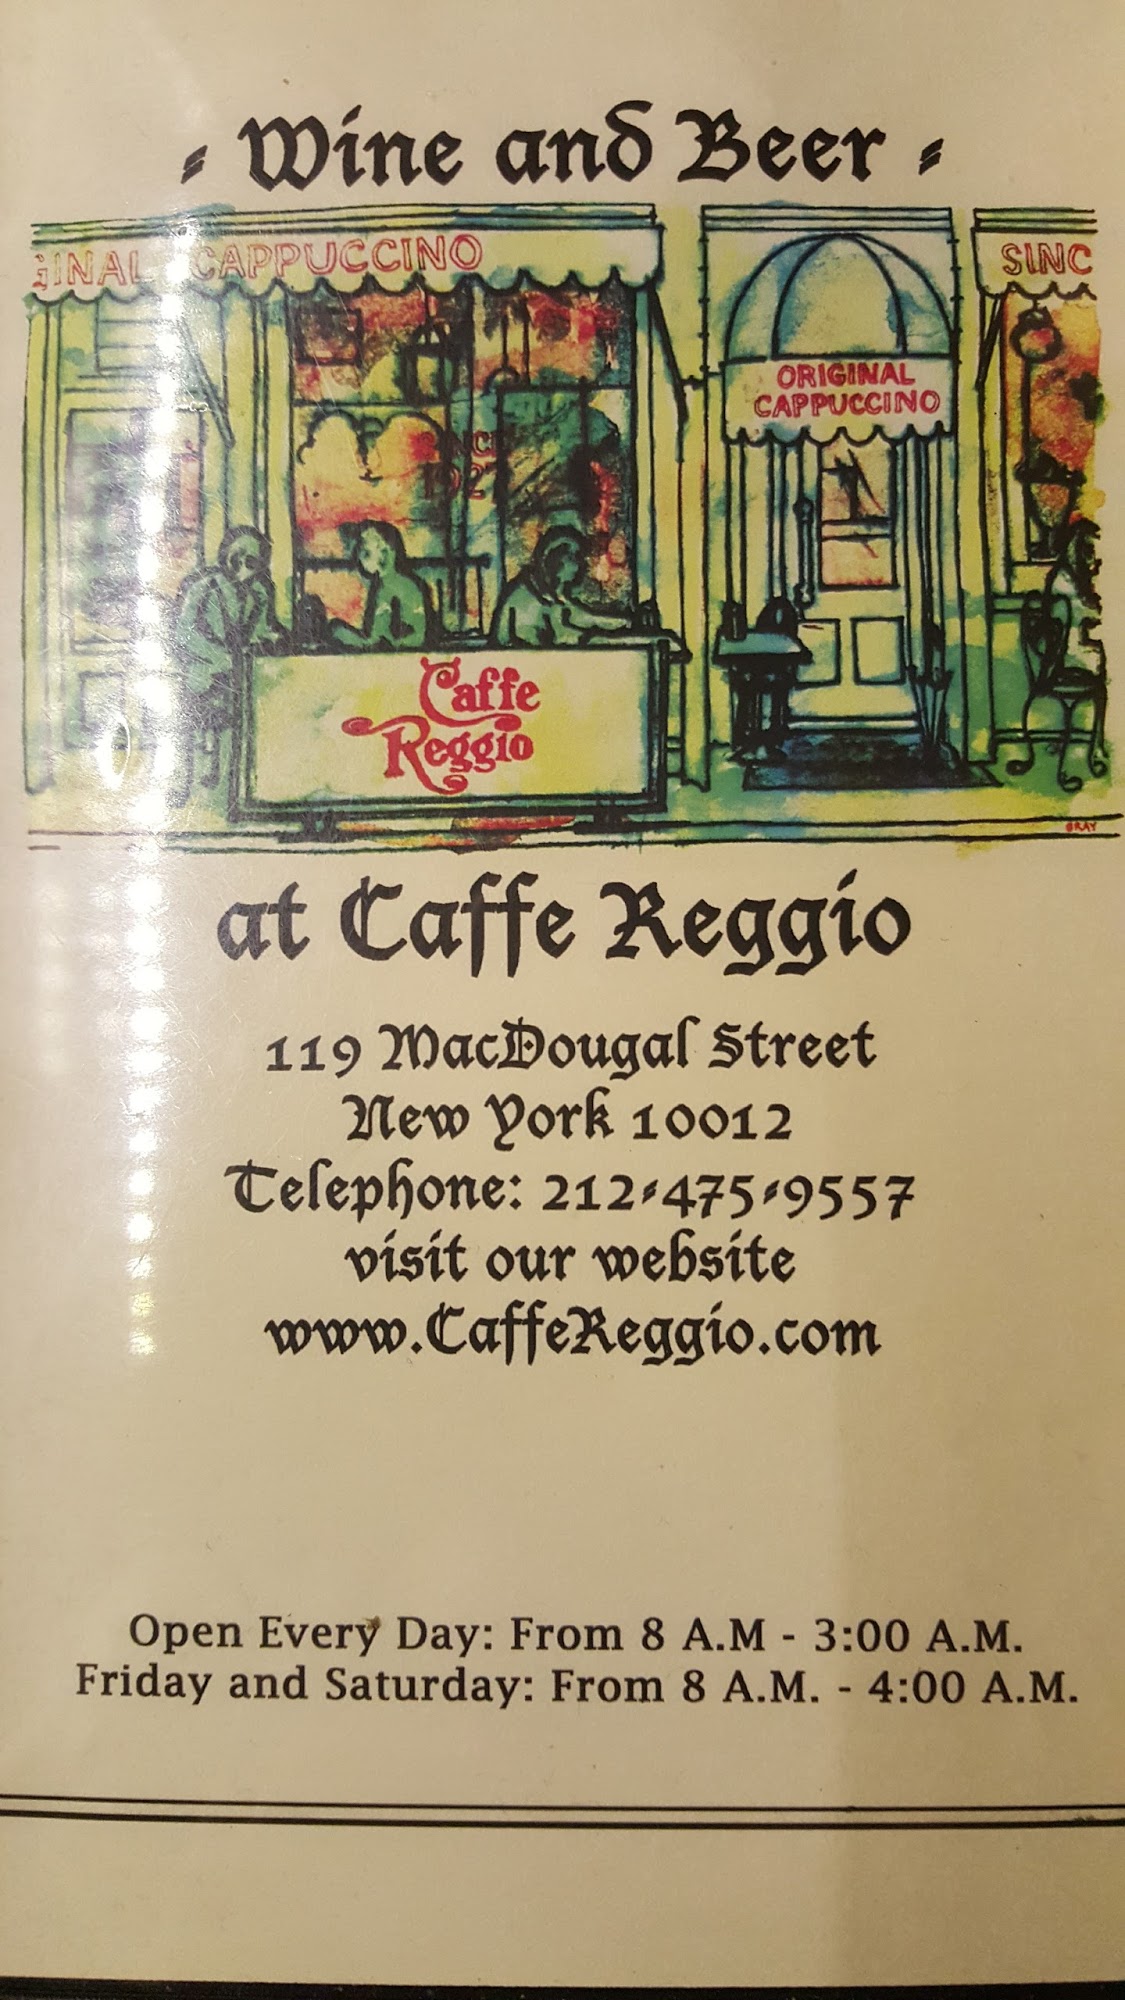 - Wine and Beer -
GINAL CAPPUCCINO
SINC
ORIGINAL
CAPPUCCINO
Caffe
Reggio
GRAY
at Caffe Reggio
119 MacDougal Street
New York 10012
Telephone: 212-475-9557
visit our website
www.CaffeReggio.com
Open Every Day: From 8 A.M - 3:00 A.M.
Friday and Saturday: From 8 A.M. - 4:00 A.M.